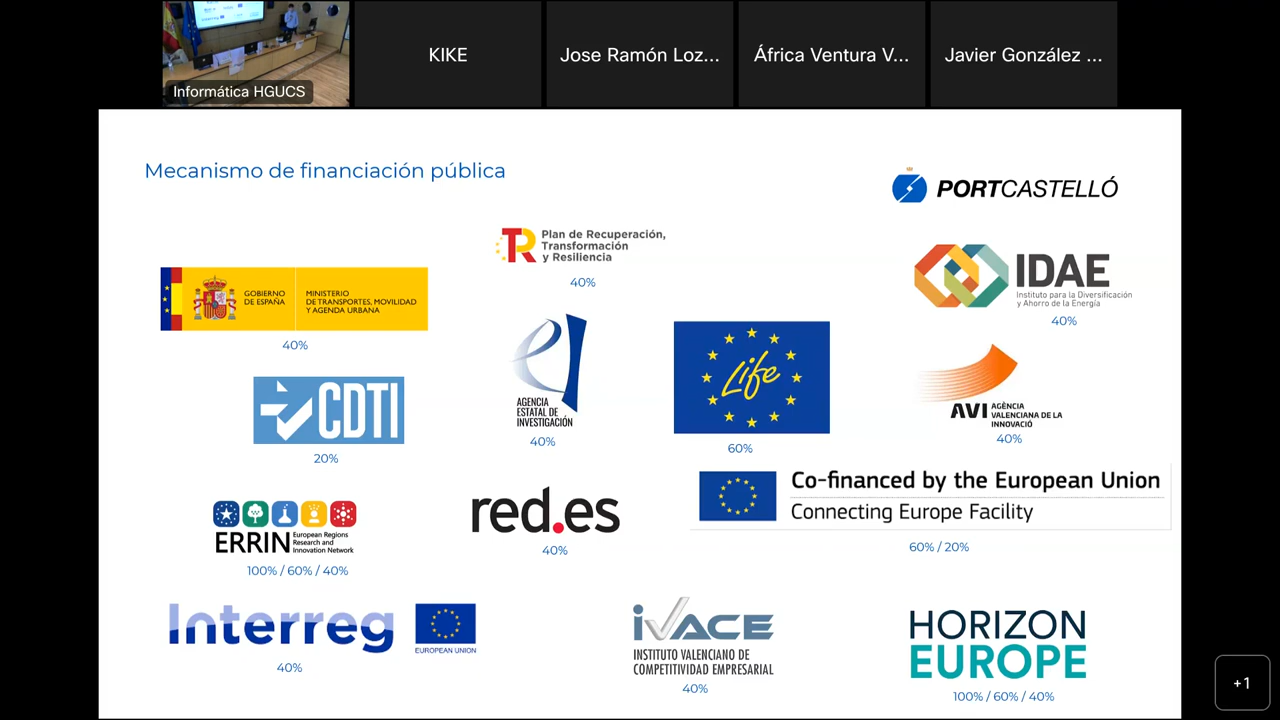 Informática HGUCS
KIKE
Jose Ramón Loz...
África Ventura V...
Javier González ...
Mecanismo de financiación pública
PORTCASTELLÓ
Plan de Recuperación,
Transformación
y Resiliencia
40%
GOBIERNO
DE ESPAÑA
MINISTERIO
DE TRANSPORTES, MOVILIDAD
Y AGENDA URBANA
40%
IDAE
Instituto para la Diversificación
y Ahorro de la Energía
40%
AGENCIA
ESTATAL DE
INVESTIGACIÓN
40%
Life
60%
AVI AGÈNCIA
VALENCIANA DE LA
INNOVACIÓ
40%
CDTI
20%
ERRIN European Regions
Research and
Innovation Network
100% / 60% / 40%
red.es
40%
Co-financed by the European Union
Connecting Europe Facility
60% / 20%
Interreg
EUROPEAN UNION
40%
iVACE
INSTITUTO VALENCIANO DE
COMPETITIVIDAD EMPRESARIAL
40%
HORIZON
EUROPE
100% / 60% / 40%
+1